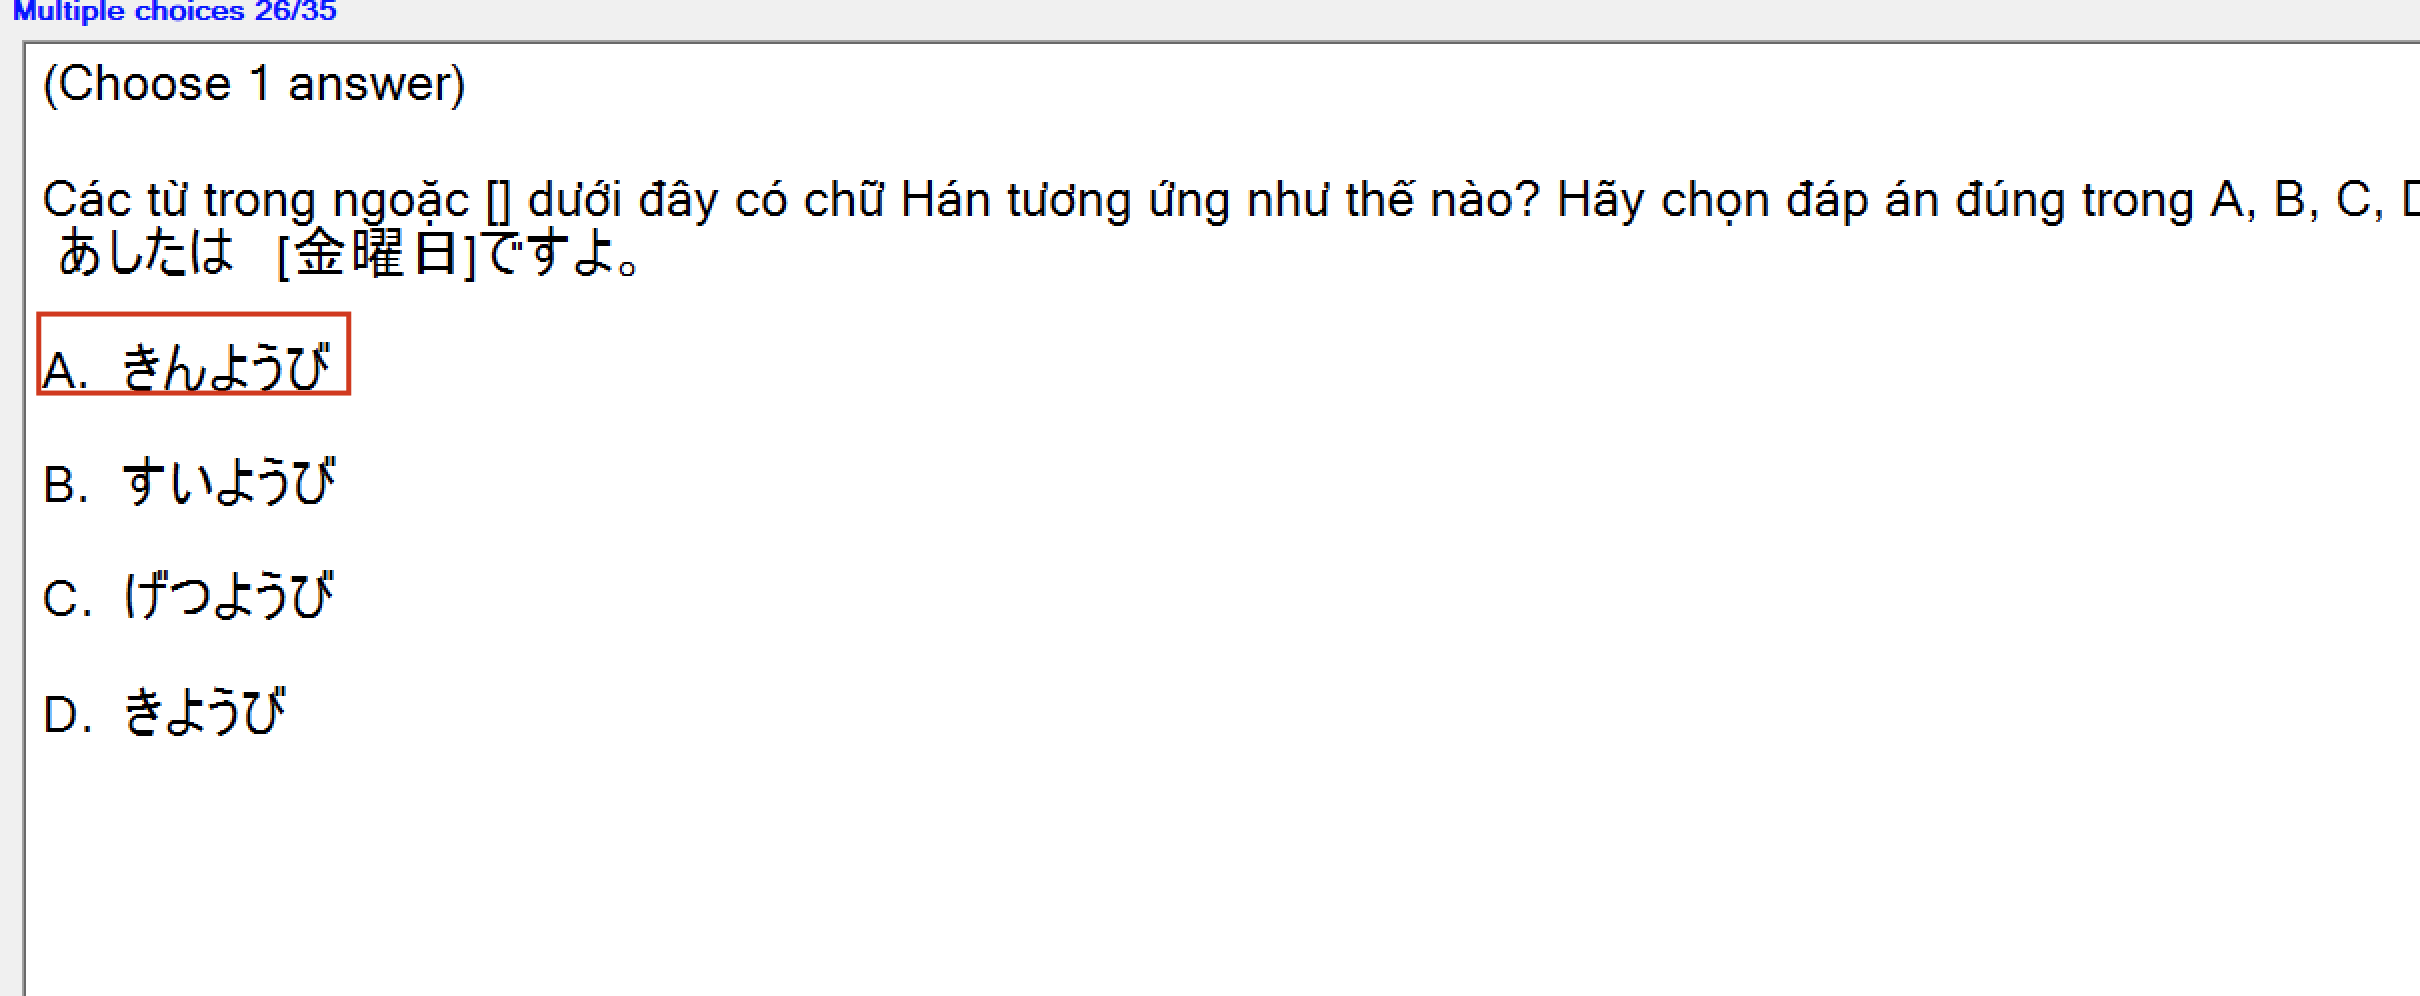 Multiple choices 26/35
(Choose 1 answer)
Các từ trong ngoặc [] dưới đây có chữ Hán tương ứng như thế nào? Hãy chọn đáp án đúng trong A, B, C, D
あしたは [金曜日]ですよ。
A. きんようび
B. すいようび
C. げつようび
D. きようび